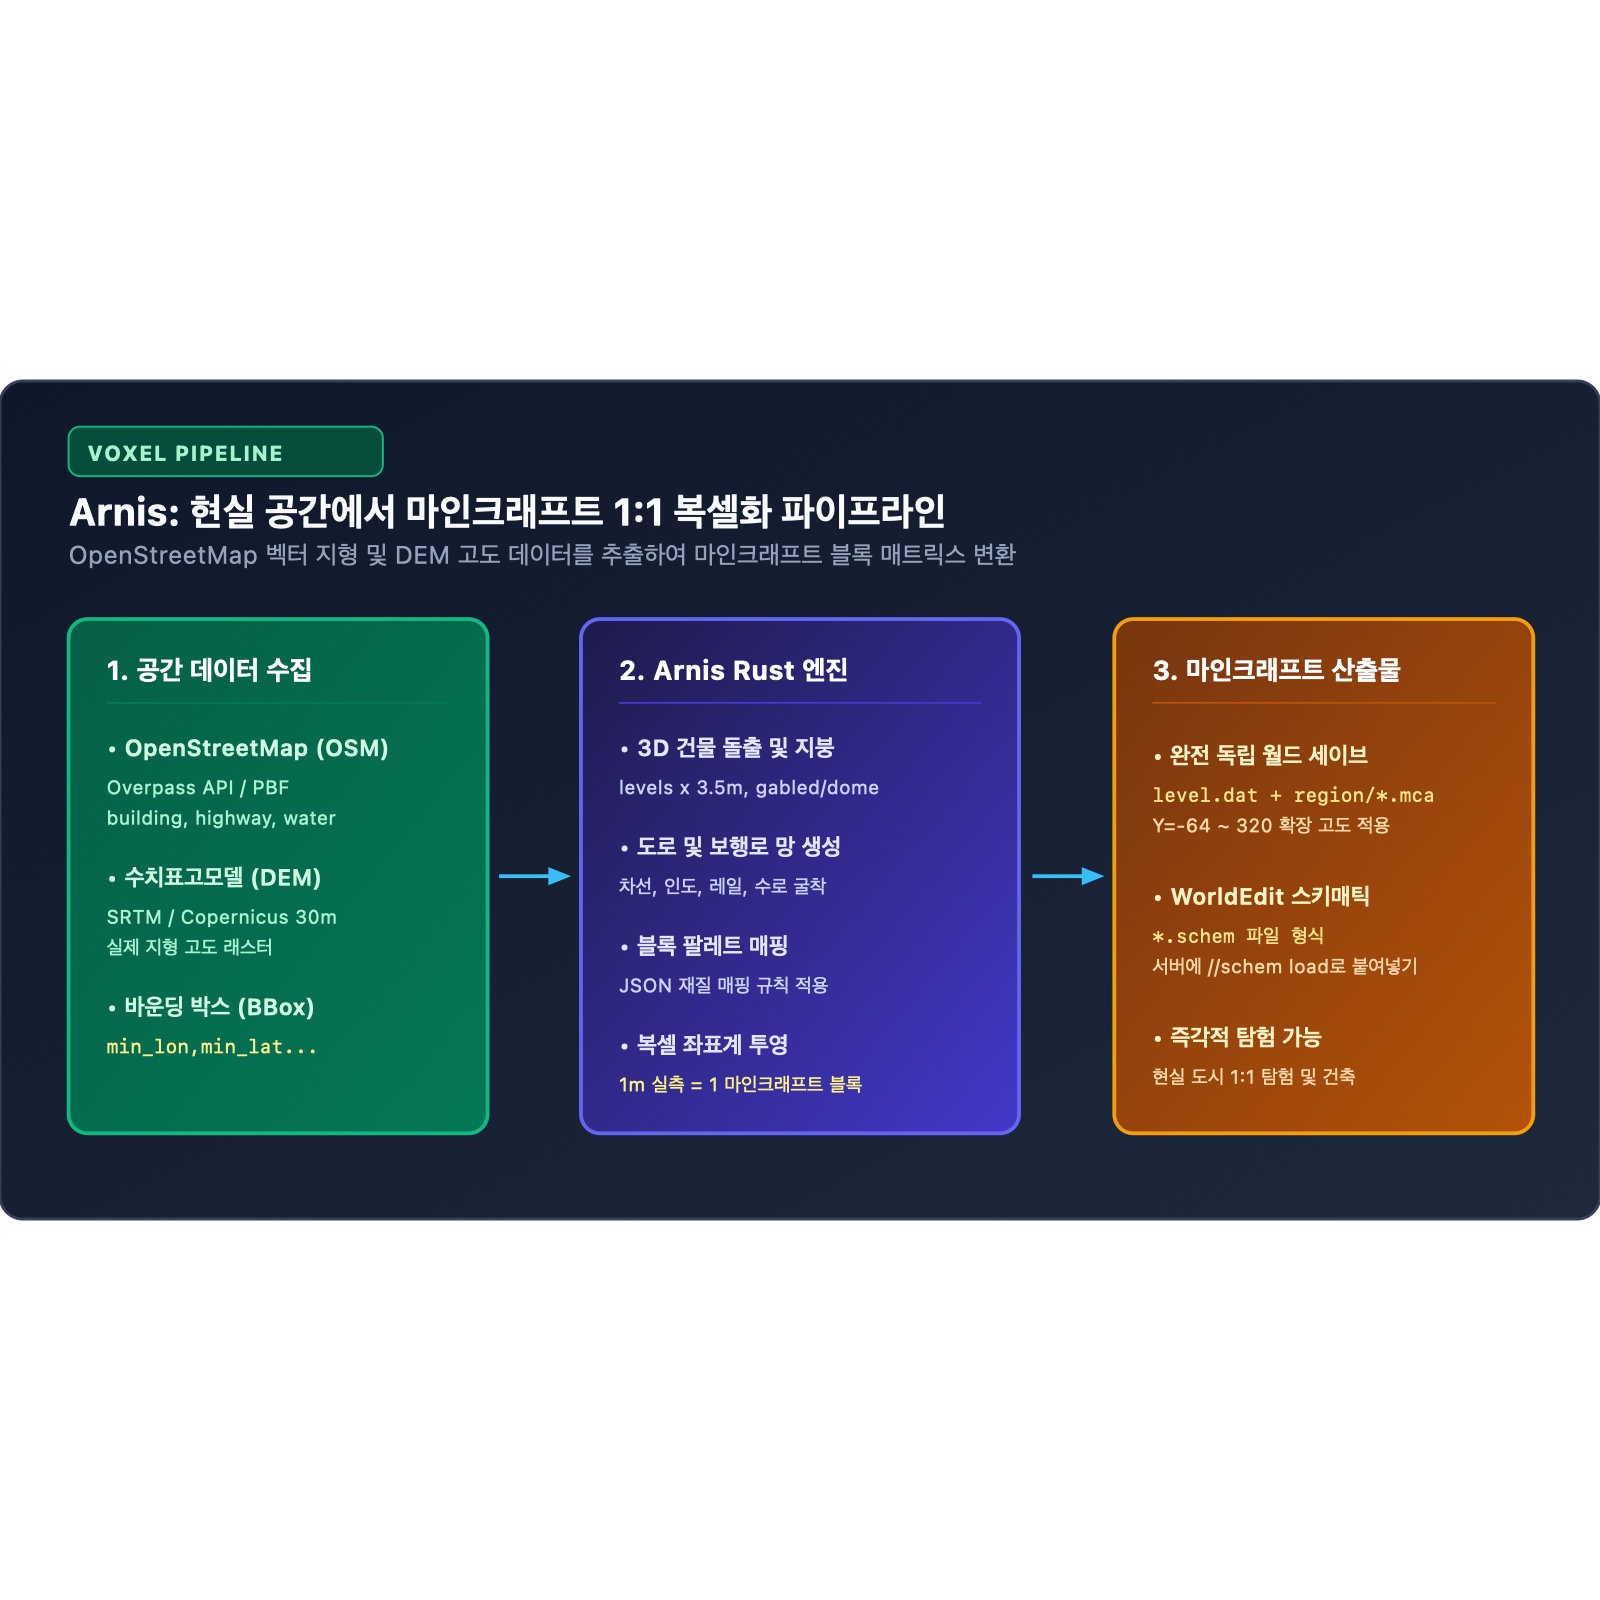 VOXEL PIPELINE
Arnis: 현실 공간에서 마인크래프트 1:1 복셀화 파이프라인
OpenStreetMap 벡터 지형 및 DEM 고도 데이터를 추출하여 마인크래프트 블록 매트릭스 변환
1. 공간 데이터 수집
• OpenStreetMap (OSM)
Overpass API / PBF
building, highway, water
• 수치표고모델 (DEM)
SRTM / Copernicus 30m
실제 지형 고도 래스터
• 바운딩 박스 (BBox)
min_lon,min_lat...
2. Arnis Rust 엔진
• 3D 건물 돌출 및 지붕
levels x 3.5m, gabled/dome
• 도로 및 보행로 망 생성
차선, 인도, 레일, 수로 굴착
• 블록 팔레트 매핑
JSON 재질 매핑 규칙 적용
• 복셀 좌표계 투영
1m 실측 = 1 마인크래프트 블록
3. 마인크래프트 산출물
• 완전 독립 월드 세이브
level.dat + region/*.mca
Y=-64 ~ 320 확장 고도 적용
• WorldEdit 스키매틱
*.schem 파일 형식
서버에 //schem load로 붙여넣기
• 즉각적 탐험 가능
현실 도시 1:1 탐험 및 건축